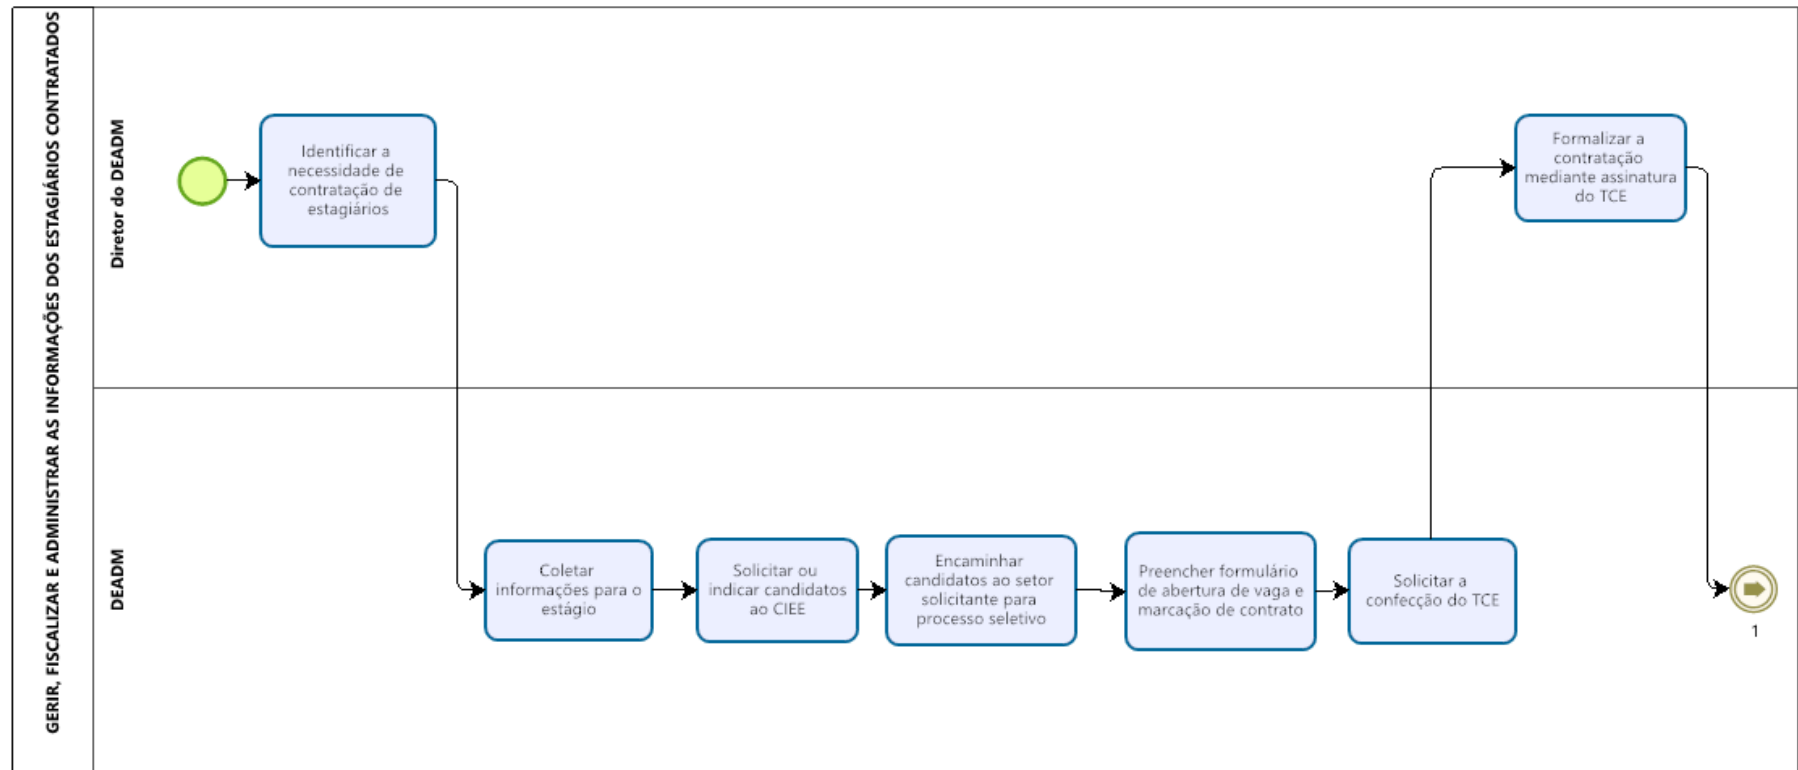 GERIR, FISCALIZAR E ADMINISTRAR AS INFORMAÇÕES DOS ESTAGIÁRIOS CONTRATADOS
Diretor do DEADM
Identificar a
necessidade de
contratação de
estagiários
Formalizar a
contratação
mediante assinatura
do TCE
DEADM
Coletar
informações para o
estágio
Solicitar ou
indicar candidatos
ao CIEE
Encaminhar
candidatos ao setor
solicitante para
processo seletivo
Preencher formulário
de abertura de vaga e
marcação de contrato
Solicitar a
confecção do TCE
1